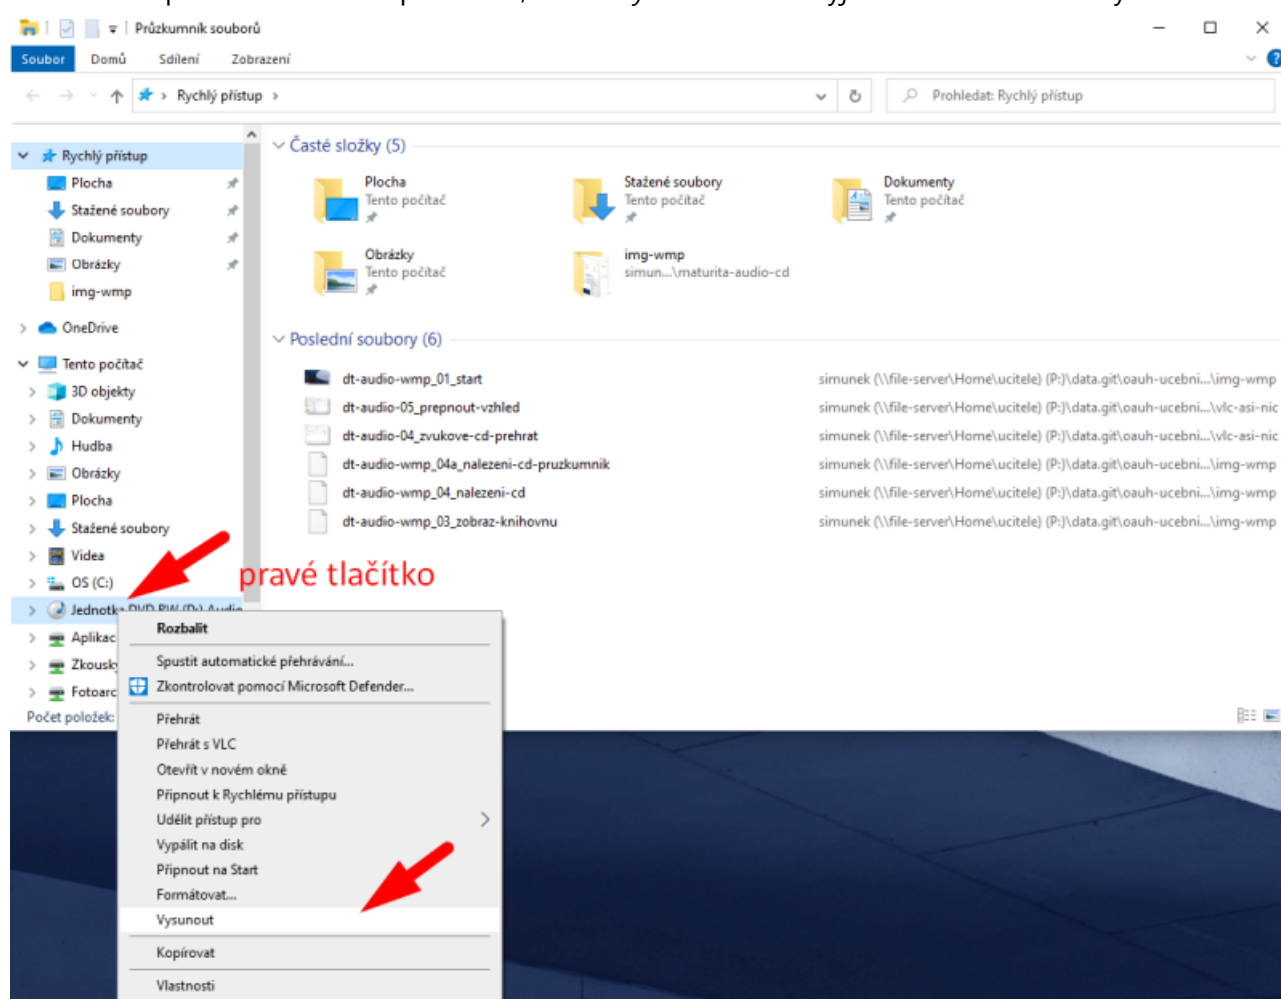 Průzkumník souborů
Soubor Domů Sdílení Zobrazení
Rychlý přístup
Prohledat: Rychlý přístup
Rychlý přístup
Plocha
Stažené soubory
Dokumenty
Obrázky
img-wmp
OneDrive
Tento počítač
3D objekty
Dokumenty
Hudba
Obrázky
Plocha
Stažené soubory
Videa
OS (C:)
Jednotka DVD RW (D:) Audio
Aplikac
Zkoušky
Fotoarc
Počet položek:
Časté složky (5)
Plocha
Tento počítač
Stažené soubory
Tento počítač
Dokumenty
Tento počítač
Obrázky
Tento počítač
img-wmp
simun...\maturita-audio-cd
Poslední soubory (6)
dt-audio-wmp_01_start simunek (\\file-server\Home\ucitele) (P:)\data.git\oauh-ucebni...\img-wmp
dt-audio-05_prepnout-vzhled simunek (\\file-server\Home\ucitele) (P:)\data.git\oauh-ucebni...\vlc-asi-nic
dt-audio-04_zvukove-cd-prehrat simunek (\\file-server\Home\ucitele) (P:)\data.git\oauh-ucebni...\vlc-asi-nic
dt-audio-wmp_04a_nalezeni-cd-pruzkumnik simunek (\\file-server\Home\ucitele) (P:)\data.git\oauh-ucebni...\img-wmp
dt-audio-wmp_04_nalezeni-cd simunek (\\file-server\Home\ucitele) (P:)\data.git\oauh-ucebni...\img-wmp
dt-audio-wmp_03_zobraz-knihovnu simunek (\\file-server\Home\ucitele) (P:)\data.git\oauh-ucebni...\img-wmp
pravé tlačítko
Rozbalit
Spustit automatické přehrávání...
Zkontrolovat pomocí Microsoft Defender...
Přehrát
Přehrát s VLC
Otevřít v novém okně
Připnout k Rychlému přístupu
Udělit přístup pro
Vypálit na disk
Připnout na Start
Formátovat...
Vysunout
Kopírovat
Vlastnosti